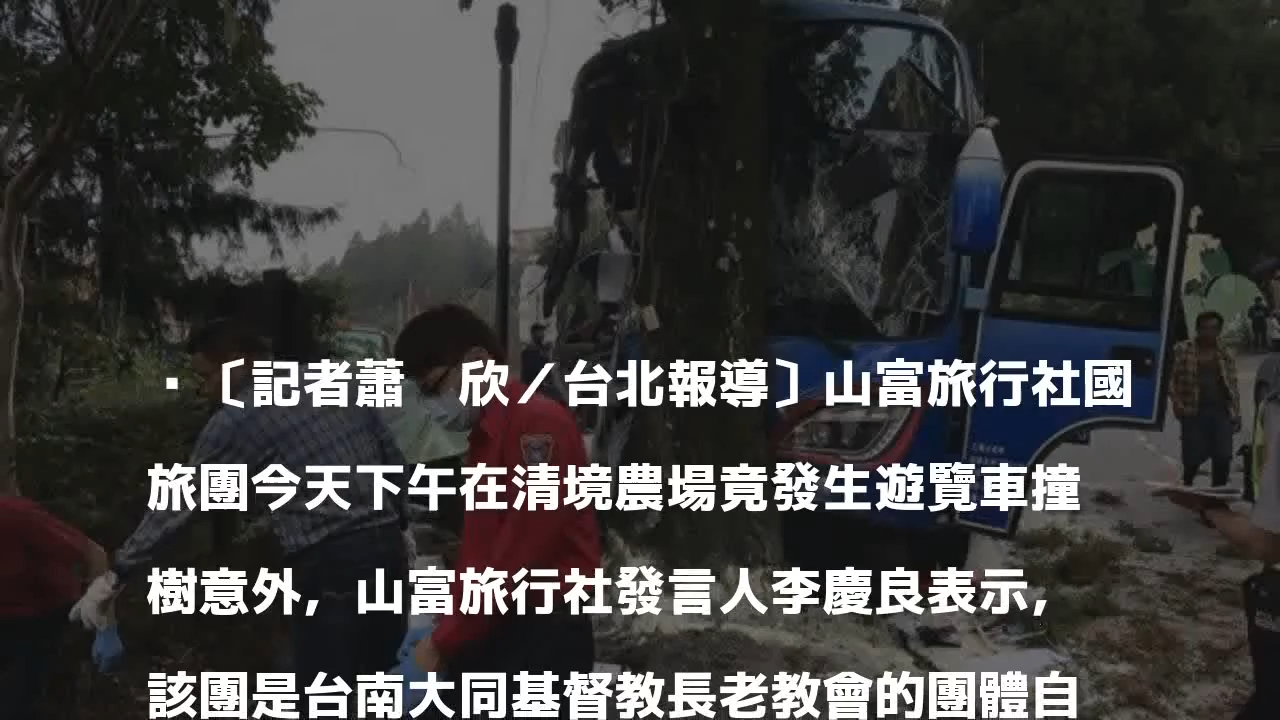 ▪〔記者蕭　欣／台北報導〕山富旅行社國
旅團今天下午在清境農場竟發生遊覽車撞
樹意外，山富旅行社發言人李慶良表示，
該團是台南大同基督教長老教會的團體自